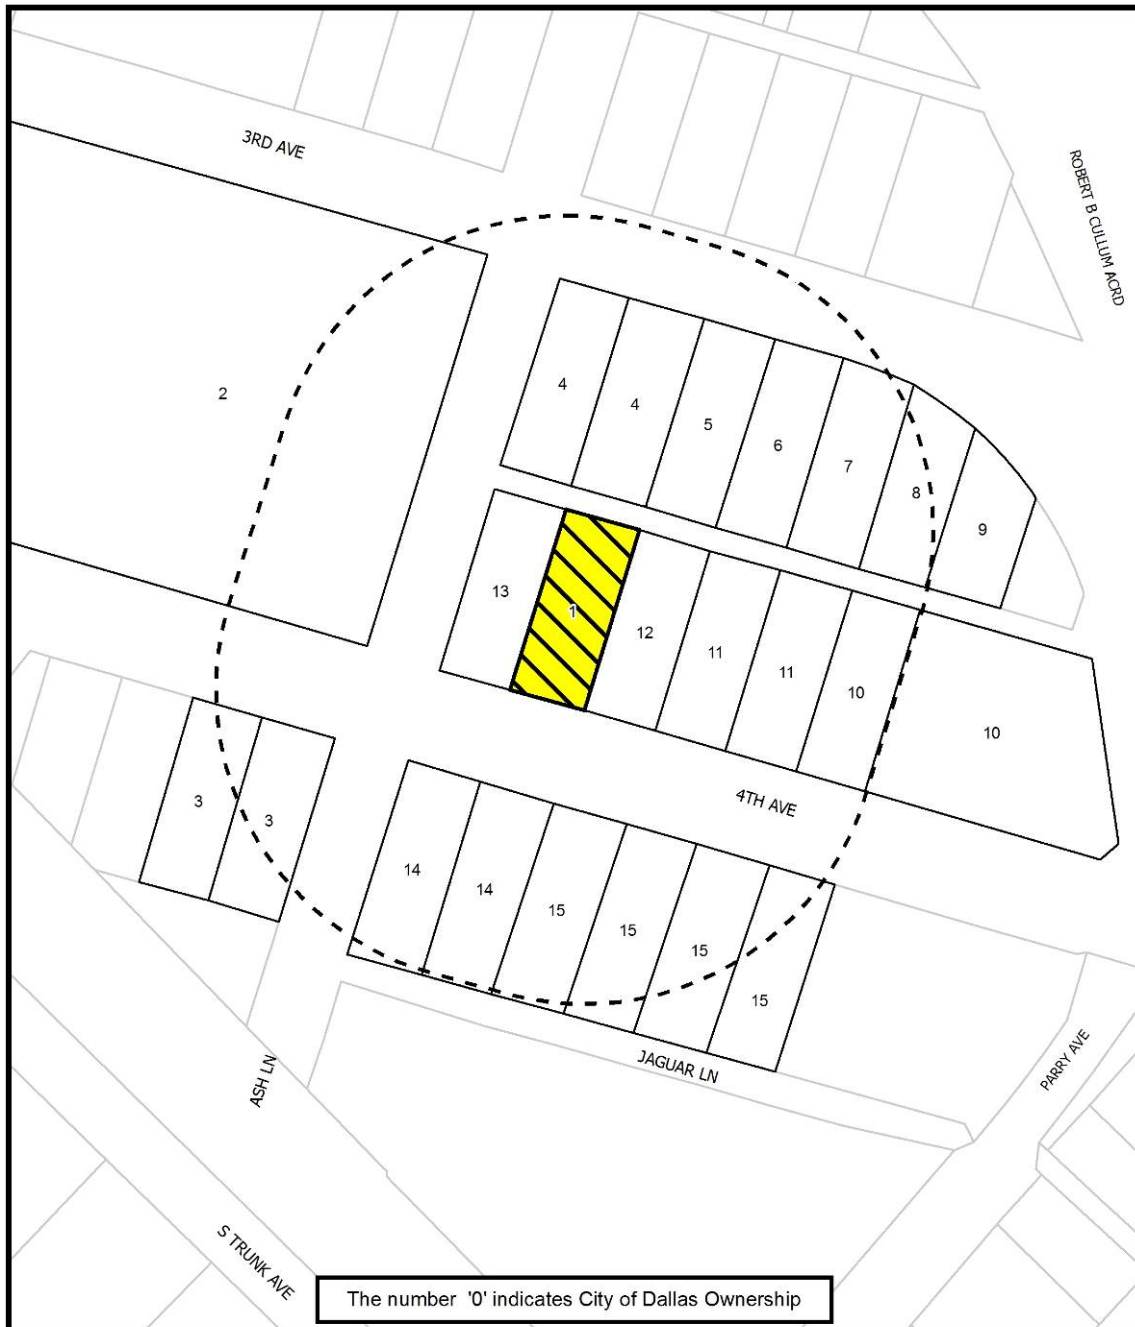 3RD AVE
ROBERT B CULLUM ACRD
2
4
4
5
6
7
8
9
13
1
12
11
11
10
10
4TH AVE
3
3
14
14
15
15
15
15
JAGUAR LN
PARRY AVE
ASH LN
S TRUNK AVE
The number '0' indicates City of Dallas Ownership